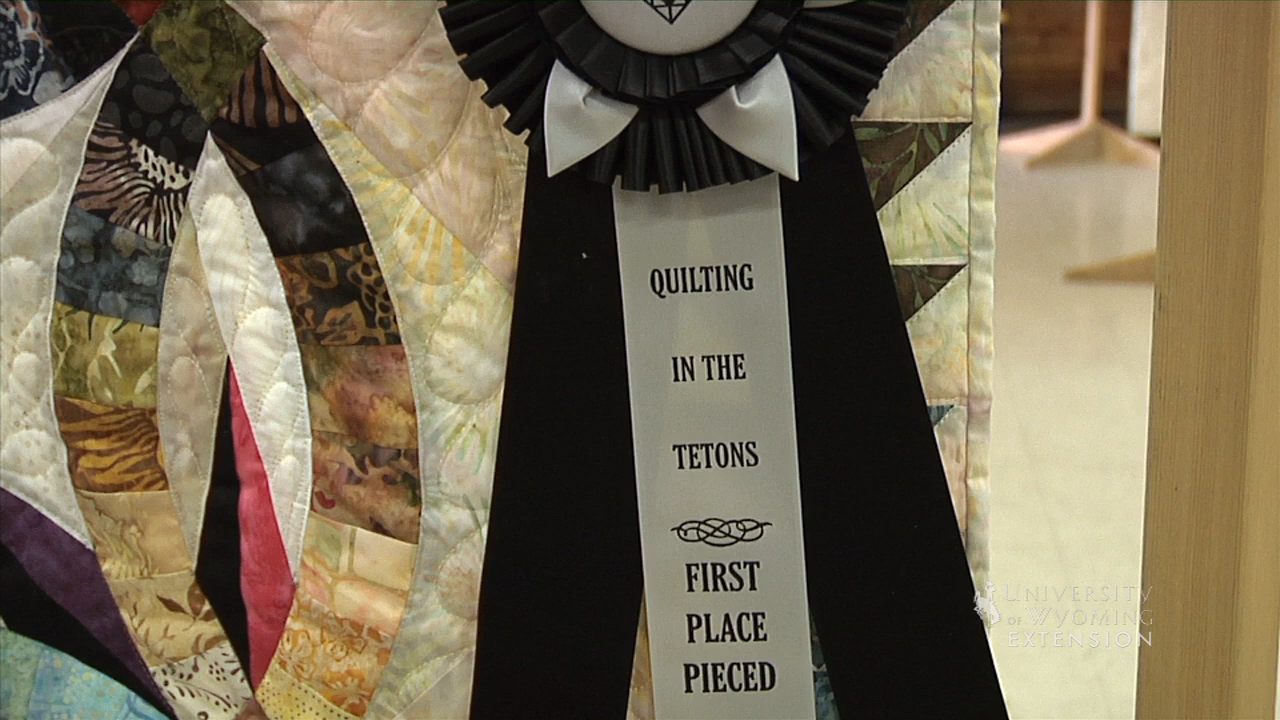 QUILTING
IN THE
TETONS
FIRST
PLACE
PIECED
UNIVERSITY
OF WYOMING
EXTENSION